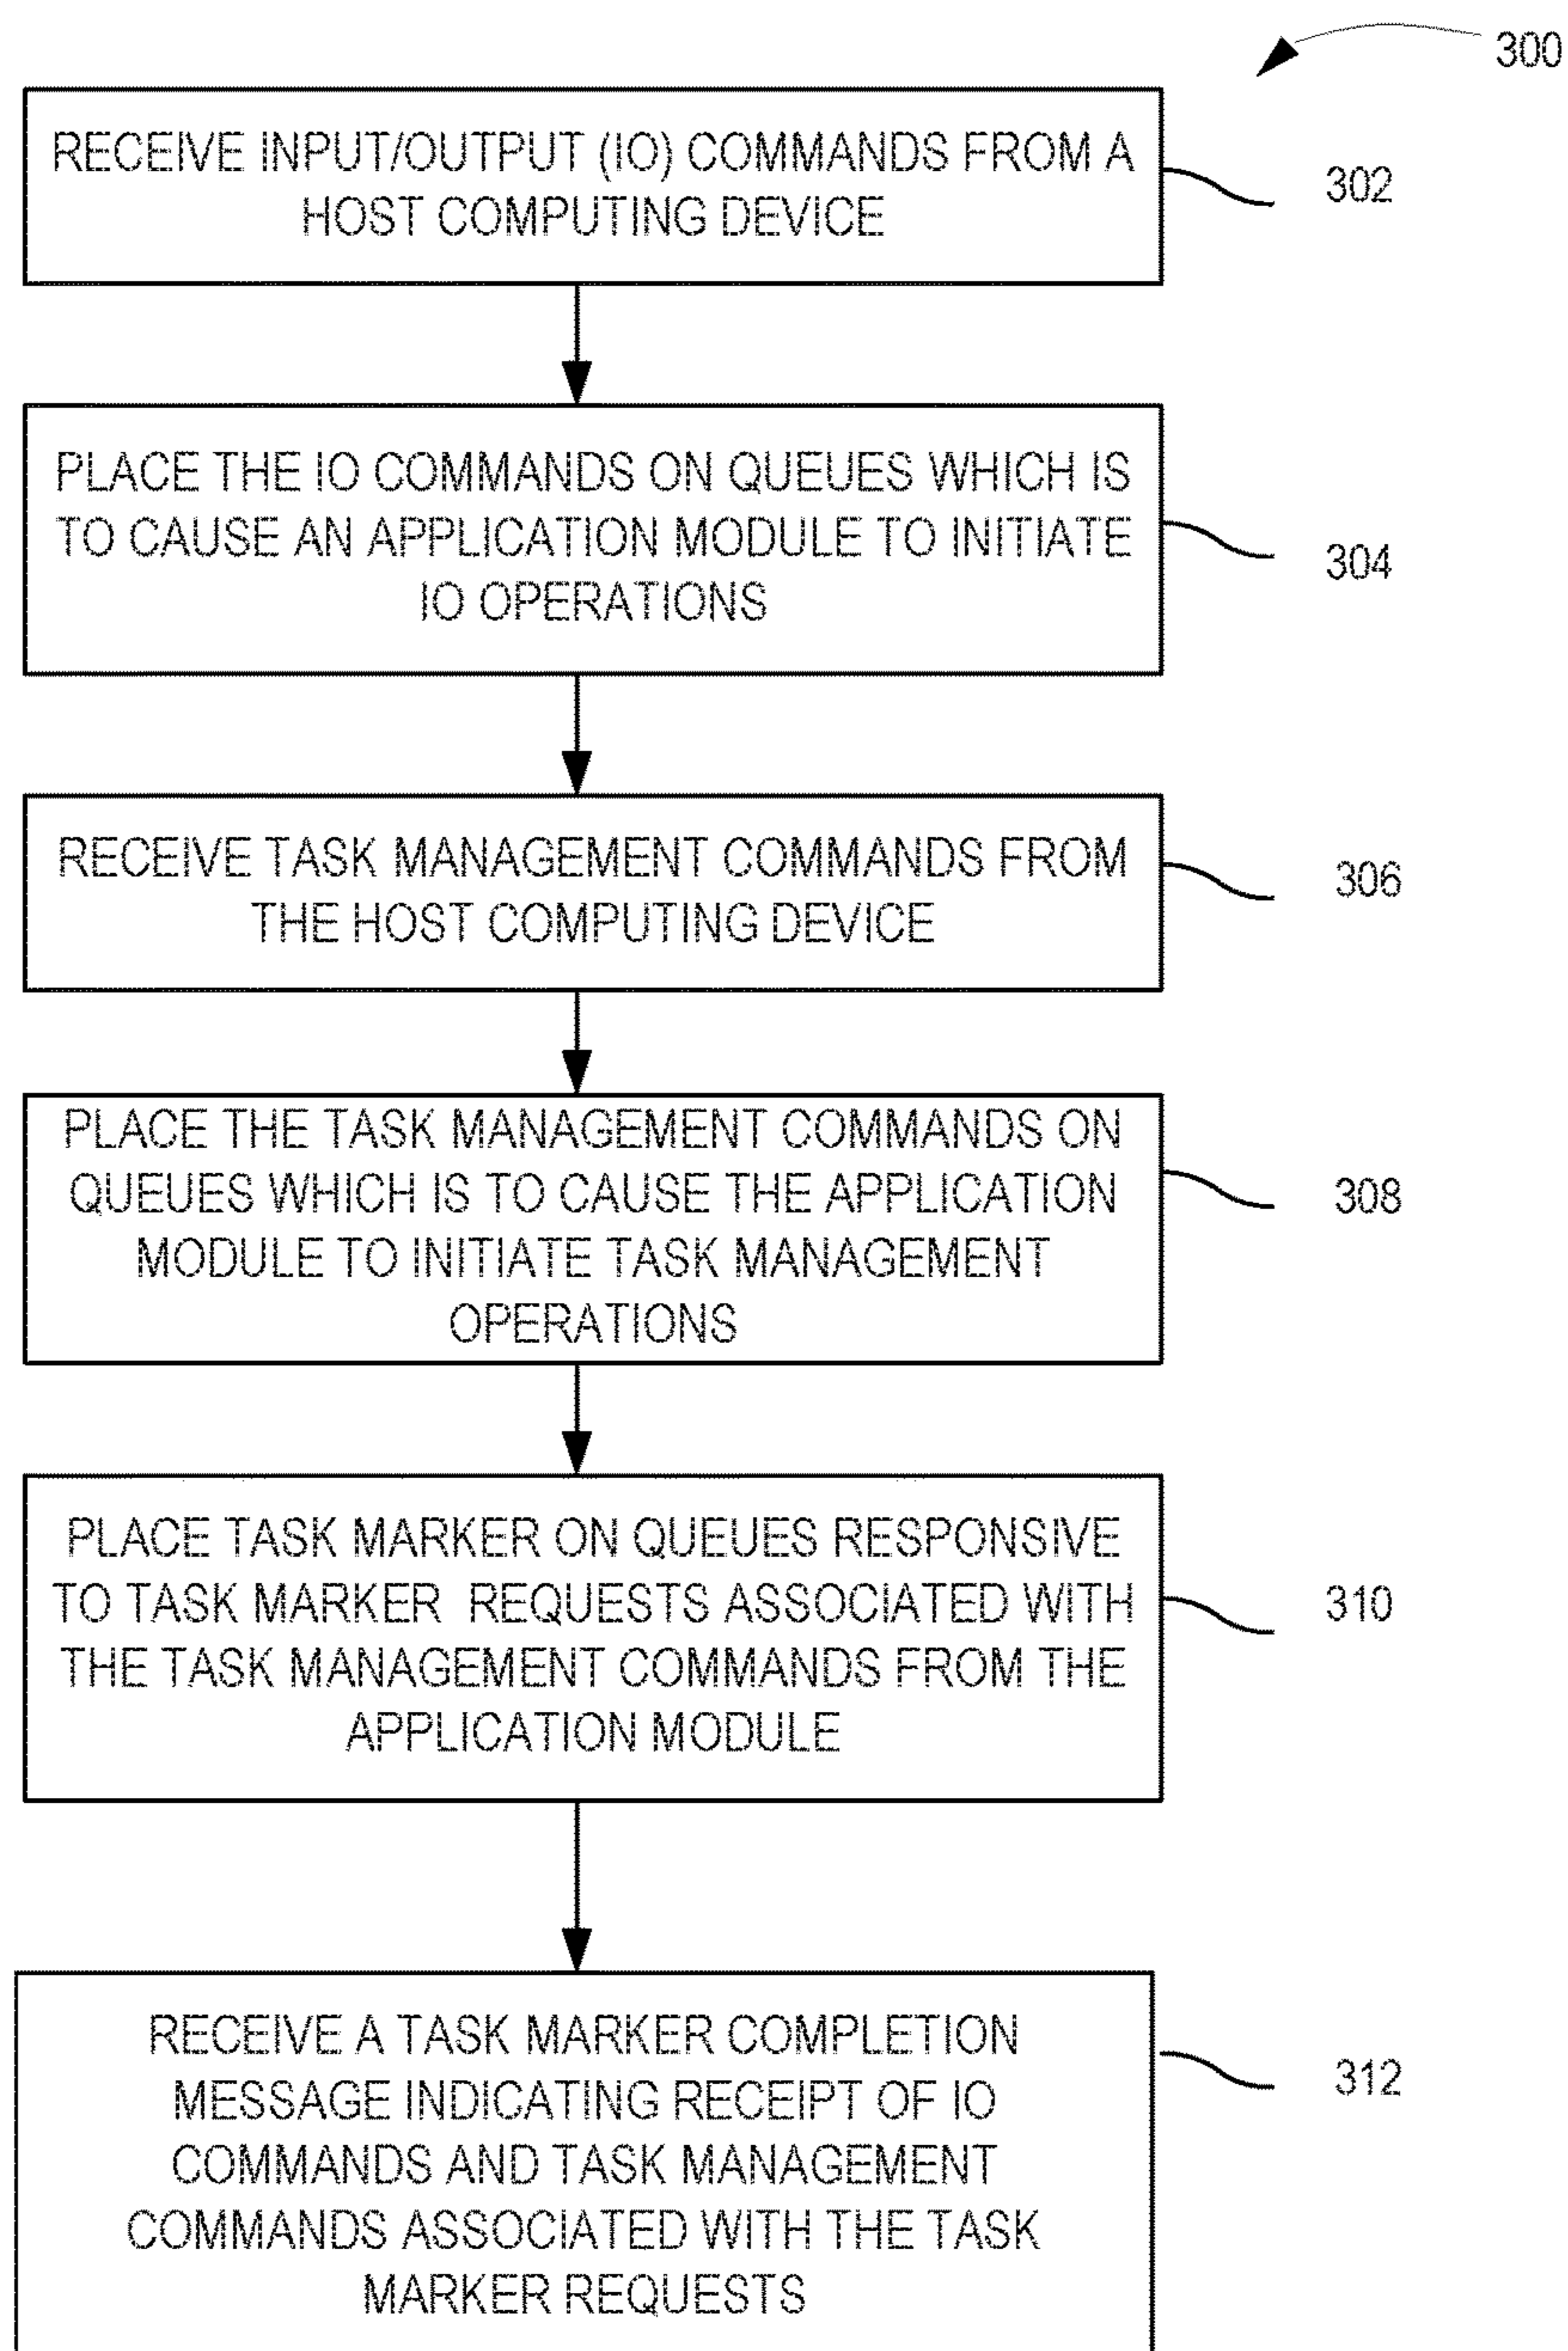 300
RECEIVE INPUT/OUTPUT (IO) COMMANDS FROM A
HOST COMPUTING DEVICE
302
PLACE THE IO COMMANDS ON QUEUES WHICH IS
TO CAUSE AN APPLICATION MODULE TO INITIATE
IO OPERATIONS
304
RECEIVE TASK MANAGEMENT COMMANDS FROM
THE HOST COMPUTING DEVICE
306
PLACE THE TASK MANAGEMENT COMMANDS ON
QUEUES WHICH IS TO CAUSE THE APPLICATION
MODULE TO INITIATE TASK MANAGEMENT
OPERATIONS
308
PLACE TASK MARKER ON QUEUES RESPONSIVE
TO TASK MARKER REQUESTS ASSOCIATED WITH
THE TASK MANAGEMENT COMMANDS FROM THE
APPLICATION MODULE
310
RECEIVE A TASK MARKER COMPLETION
MESSAGE INDICATING RECEIPT OF IO
COMMANDS AND TASK MANAGEMENT
COMMANDS ASSOCIATED WITH THE TASK
MARKER REQUESTS
312